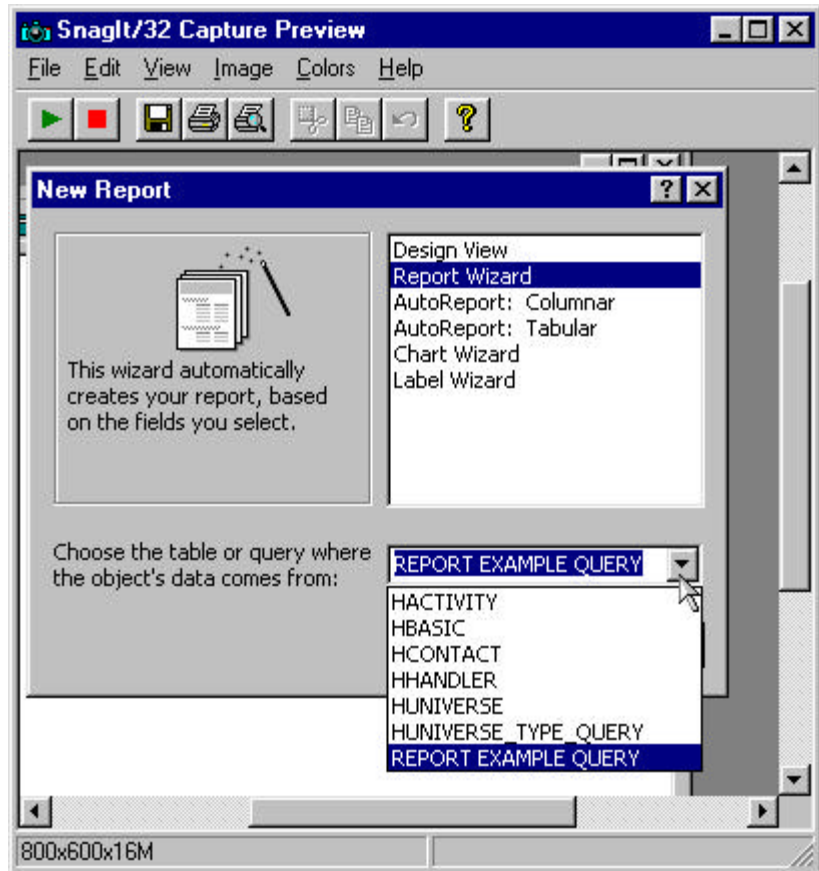 SnagIt/32 Capture Preview
File Edit View Image Colors Help
New Report
Design View
Report Wizard
AutoReport: Columnar
AutoReport: Tabular
Chart Wizard
Label Wizard
This wizard automatically
creates your report, based
on the fields you select.
Choose the table or query where
the object's data comes from:
REPORT EXAMPLE QUERY
HACTIVITY
HBASIC
HCONTACT
HHANDLER
HUNIVERSE
HUNIVERSE_TYPE_QUERY
REPORT EXAMPLE QUERY
800x600x16M